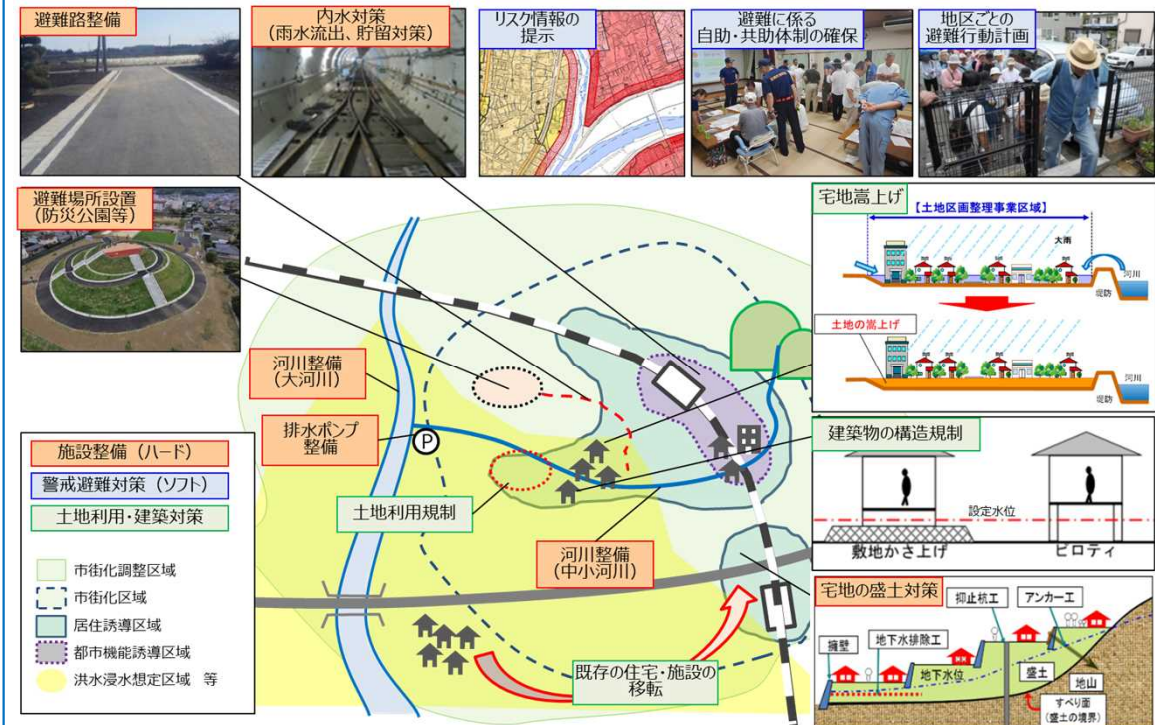 避難路整備
内水対策
(雨水流出、貯留対策)
リスク情報の
提示
避難に係る
自助・共助体制の確保
地区ごとの
避難行動計画
避難場所設置
(防災公園等)
宅地嵩上げ
【土地区画整理事業区域】
大雨
河川
堤防
土地の嵩上げ
河川
堤防
河川整備
(大河川)
排水ポンプ
整備
P
土地利用規制
河川整備
(中小河川)
既存の住宅・施設の
移転
建築物の構造規制
設定水位
敷地かさ上げ
ピロティ
宅地の盛土対策
抑止杭工
アンカー工
擁壁
地下水排除工
地下水位
盛土
地山
すべり面
(盛土の境界)
施設整備(ハード)
警戒避難対策(ソフト)
土地利用・建築対策
市街化調整区域
市街化区域
居住誘導区域
都市機能誘導区域
洪水浸水想定区域 等